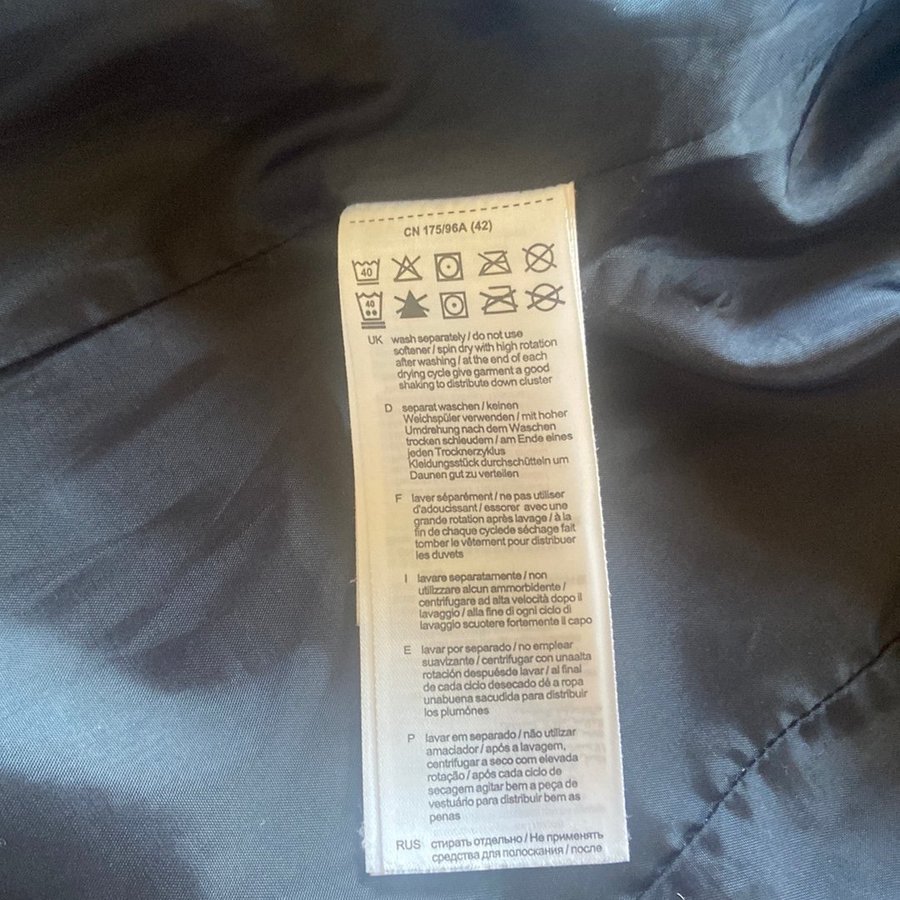 CN 175/96A (42)
40
40
UK wash separately / do not use
softener / spin dry with high rotation
after washing / at the end of each
drying cycle give garment a good
shaking to distribute down cluster
D separat waschen / keinen
Weichspüler verwenden / mit hoher
Umdrehung nach dem Waschen
trocken schleudern / am Ende eines
jeden Trocknerzyklus
Kleidungsstück durchschütteln um
Daunen gut zu verteilen
F laver séparément / ne pas utiliser
d'adoucissant / essorer avec une
grande rotation après lavage / à la
fin de chaque cyclede séchage fait
tomber le vêtement pour distribuer
les duvets
I lavare separatamente / non
utilizzare alcun ammorbidente /
centrifugare ad alta velocità dopo il
lavaggio / alla fine di ogni ciclo di
lavaggio scuotere fortemente il capo
E lavar por separado / no emplear
suavizante / centrifugar con unaalta
rotación despuésde lavar / al final
de cada ciclo desecado dé a ropa
unabuena sacudida para distribuir
los plumónes
P lavar em separado / não utilizar
amaciador / após a lavagem,
centrifugar a seco com elevada
rotação / após cada ciclo de
secagem agitar bem a peça de
vestuário para distribuir bem as
penas
RUS стирать отдельно / Не применять
средства для полоскания / после